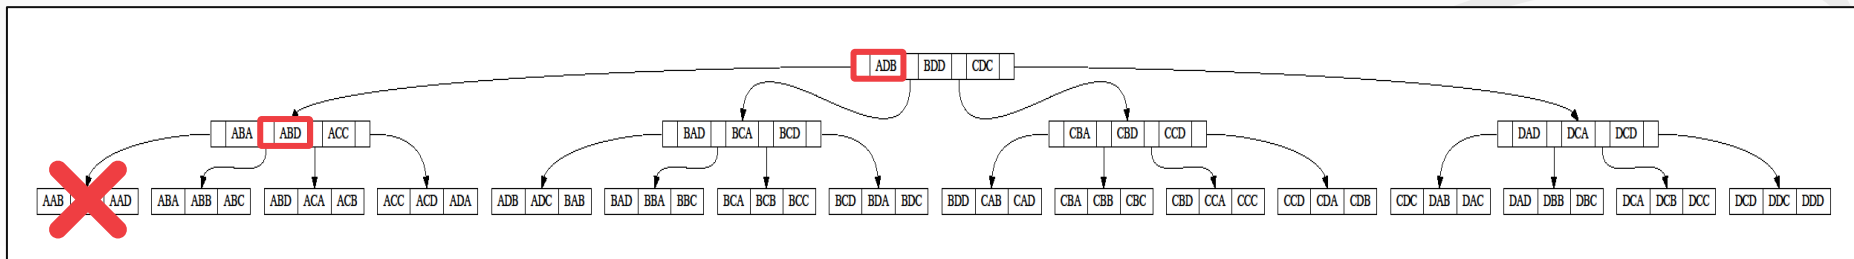 ADB BDD CDC
ABA ABD ACC BAD BCA BCD CBA CBD CCD DAD DCA DCD
AAB AAD ABA ABB ABC ABD ACA ACB ACC ACD ADA ADB ADC BAB BAD BBA BBC BCA BCB BCC BCD BDA BDC BDD CAB CAD CBA CBB CBC CBD CCA CCC CCD CDA CDB CDC DAB DAC DAD DBB DBC DCA DCB DCC DCD DDC DDD